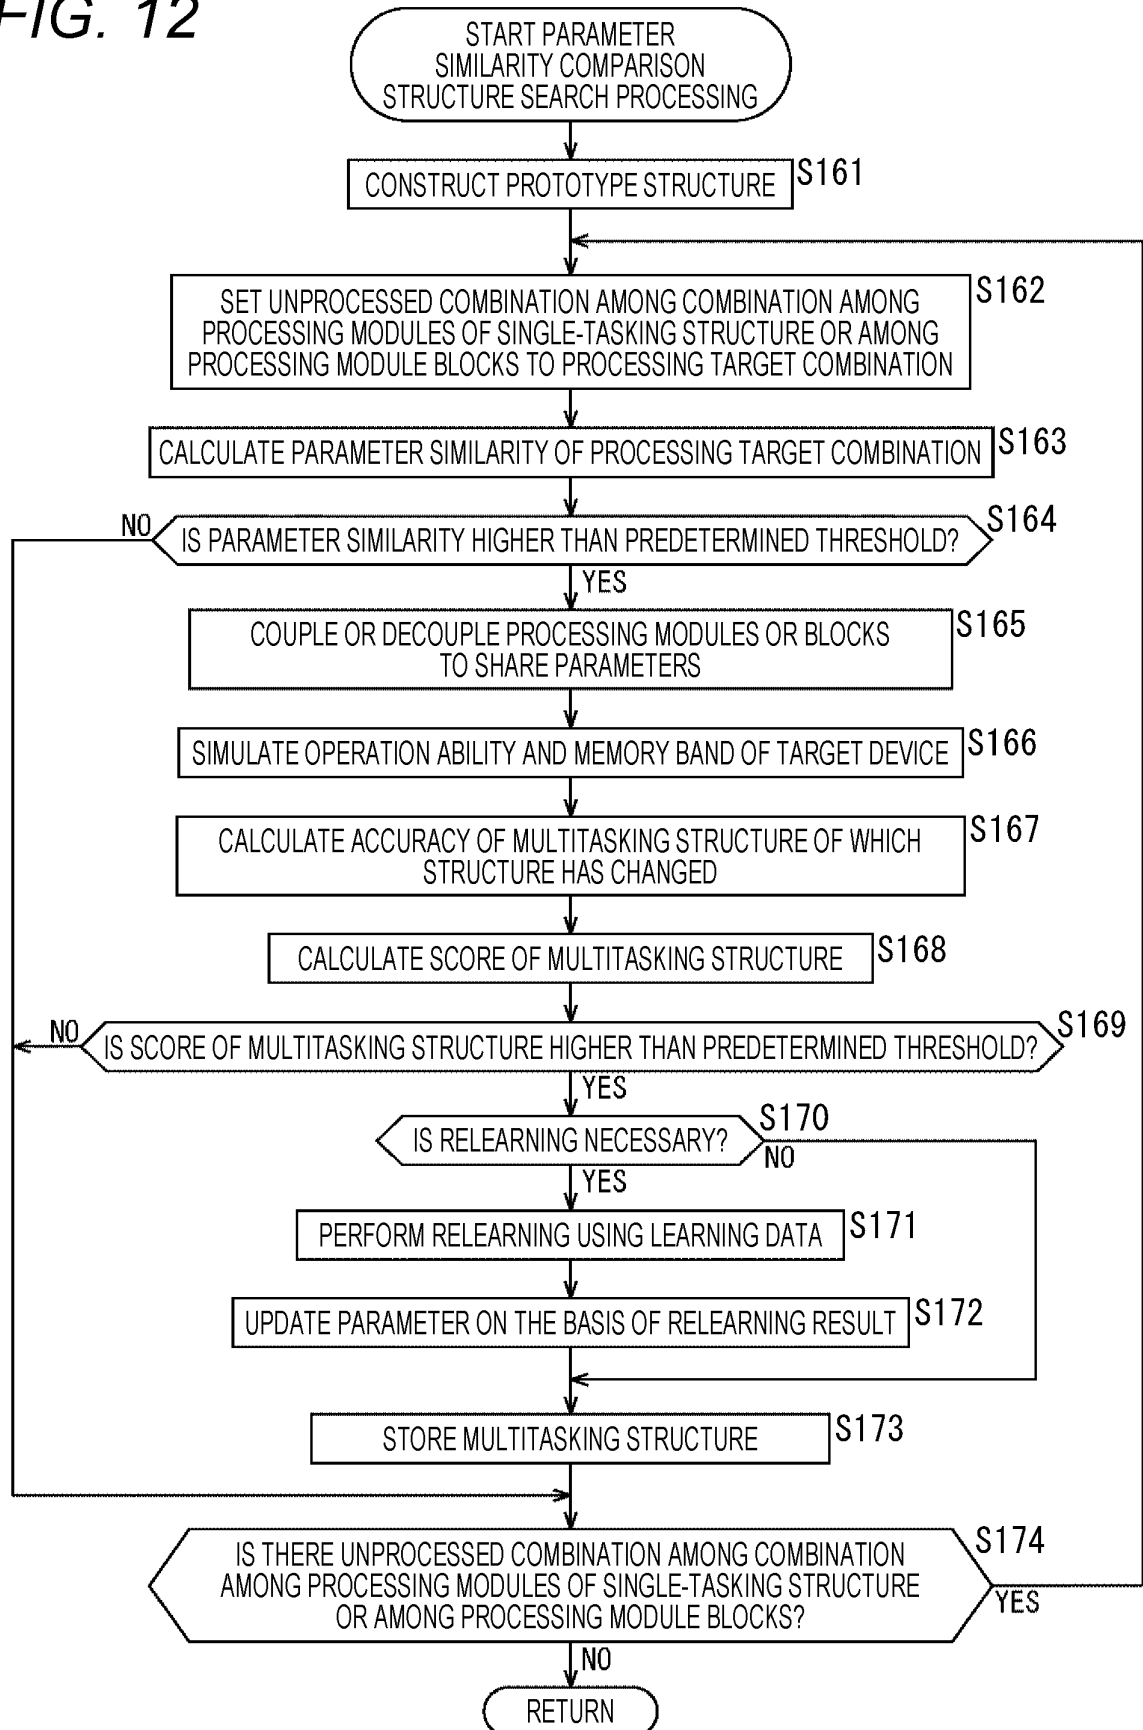 FIG. 12
START PARAMETER
SIMILARITY COMPARISON
STRUCTURE SEARCH PROCESSING
CONSTRUCT PROTOTYPE STRUCTURE
S161
SET UNPROCESSED COMBINATION AMONG COMBINATION AMONG
PROCESSING MODULES OF SINGLE-TASKING STRUCTURE OR AMONG
PROCESSING MODULE BLOCKS TO PROCESSING TARGET COMBINATION
S162
CALCULATE PARAMETER SIMILARITY OF PROCESSING TARGET COMBINATION
S163
NO
IS PARAMETER SIMILARITY HIGHER THAN PREDETERMINED THRESHOLD?
S164
YES
COUPLE OR DECOUPLE PROCESSING MODULES OR BLOCKS
TO SHARE PARAMETERS
S165
SIMULATE OPERATION ABILITY AND MEMORY BAND OF TARGET DEVICE
S166
CALCULATE ACCURACY OF MULTITASKING STRUCTURE OF WHICH
STRUCTURE HAS CHANGED
S167
CALCULATE SCORE OF MULTITASKING STRUCTURE
S168
NO
IS SCORE OF MULTITASKING STRUCTURE HIGHER THAN PREDETERMINED THRESHOLD?
S169
YES
IS RELEARNING NECESSARY?
S170
NO
YES
PERFORM RELEARNING USING LEARNING DATA
S171
UPDATE PARAMETER ON THE BASIS OF RELEARNING RESULT
S172
STORE MULTITASKING STRUCTURE
S173
IS THERE UNPROCESSED COMBINATION AMONG COMBINATION
AMONG PROCESSING MODULES OF SINGLE-TASKING STRUCTURE
OR AMONG PROCESSING MODULE BLOCKS?
S174
YES
NO
RETURN